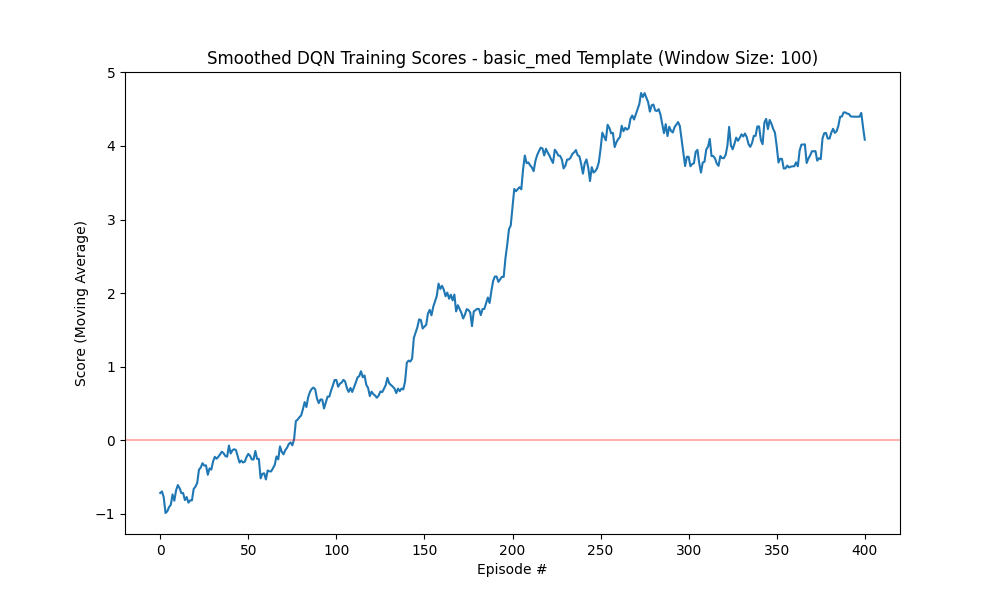 Smoothed DQN Training Scores - basic_med Template (Window Size: 100)
Score (Moving Average)
5
4
3
2
1
0
−1
0 50 100 150 200 250 300 350 400
Episode #